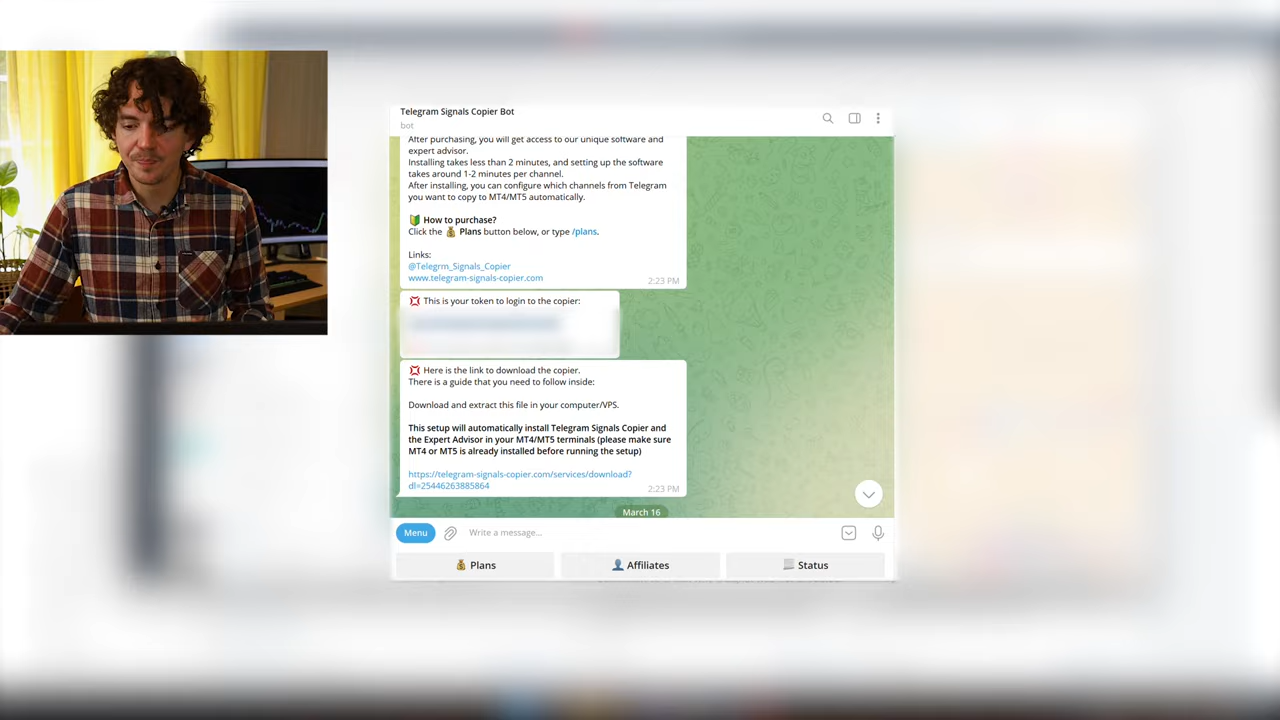 Telegram Signals Copier Bot
bot
After purchasing, you will get access to our unique software and
expert advisor.
Installing takes less than 2 minutes, and setting up the software
takes around 1-2 minutes per channel.
After installing, you can configure which channels from Telegram
you want to copy to MT4/MT5 automatically.
How to purchase?
Click the 💰 Plans button below, or type /plans.
Links:
@Telegrm_Signals_Copier
www.telegram-signals-copier.com
2:23 PM
This is your token to login to the copier:
Here is the link to download the copier.
There is a guide that you need to follow inside:
Download and extract this file in your computer/VPS.
This setup will automatically install Telegram Signals Copier and
the Expert Advisor in your MT4/MT5 terminals (please make sure
MT4 or MT5 is already installed before running the setup)
https://telegram-signals-copier.com/services/download?
dl=25446263885864
2:23 PM
March 16
Menu
Write a message...
Plans
Affiliates
Status